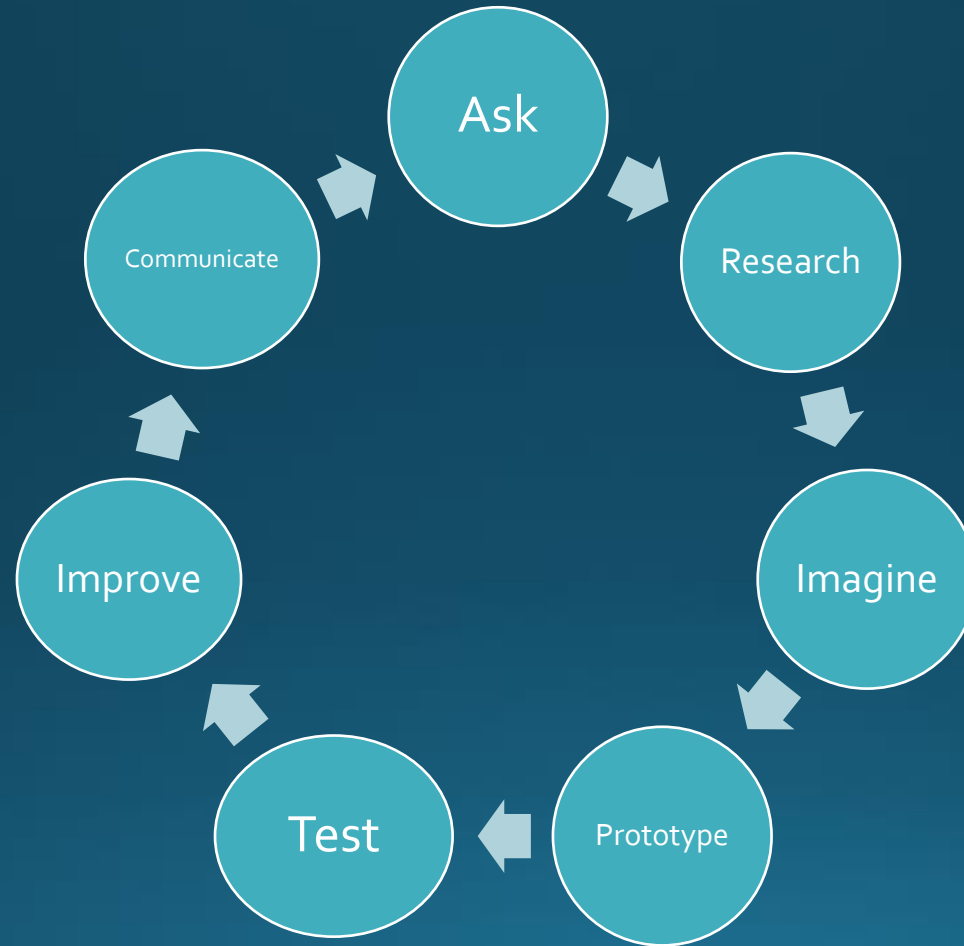 Ask
Research
Imagine
Prototype
Test
Improve
Communicate